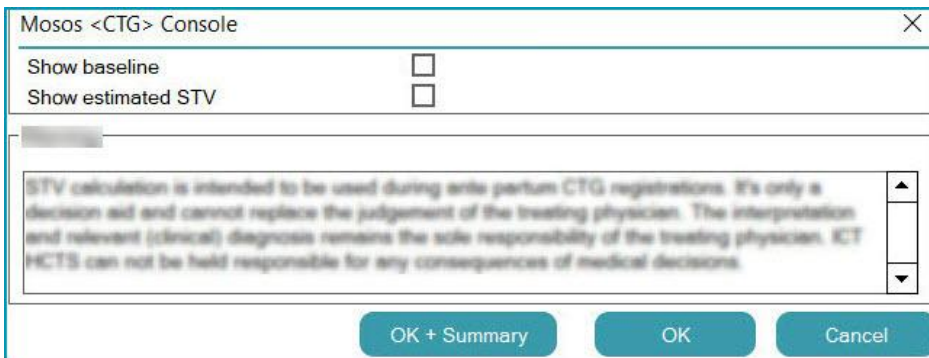 Mosos <CTG> Console
Show baseline
Show estimated STV
STV calculation is intended to be used during ante partum CTG registrations. It's only a
decision aid and cannot replace the judgement of the treating physician. The interpretation
and relevant (clinical) diagnosis remains the sole responsibility of the treating physician. ICT
HCTS can not be held responsible for any consequences of medical decisions.
OK + Summary
OK
Cancel